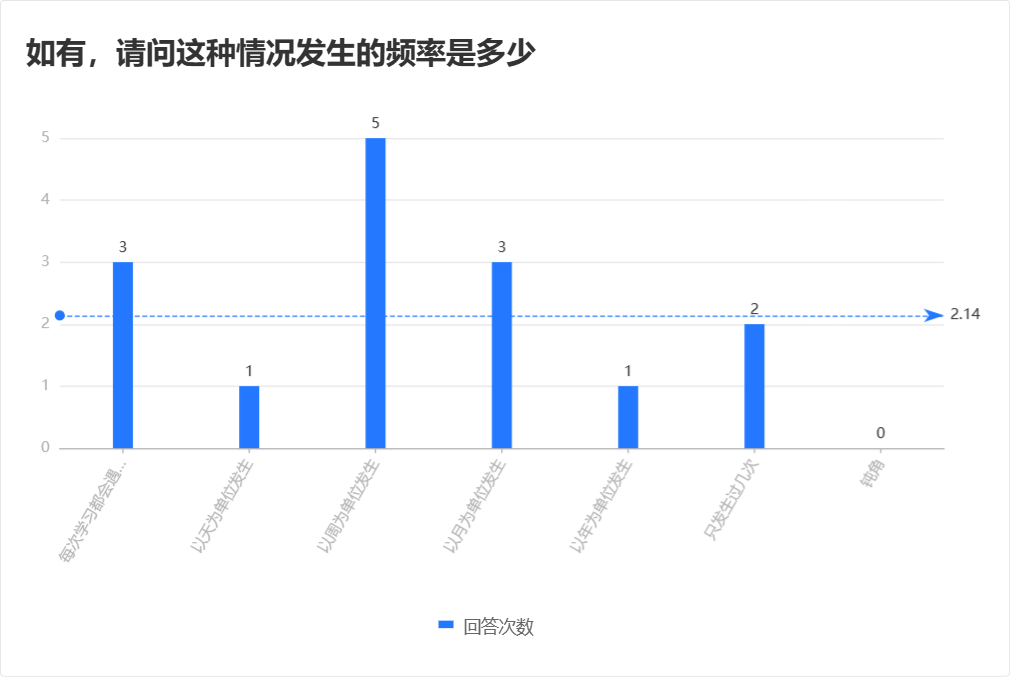 如有，请问这种情况发生的频率是多少
5
5
4
3
3
3
2
2
2.14
1
1
1
0
0
每次学习都会遇...
以天为单位发生
以周为单位发生
以月为单位发生
以年为单位发生
只发生过几次
钝角
回答次数